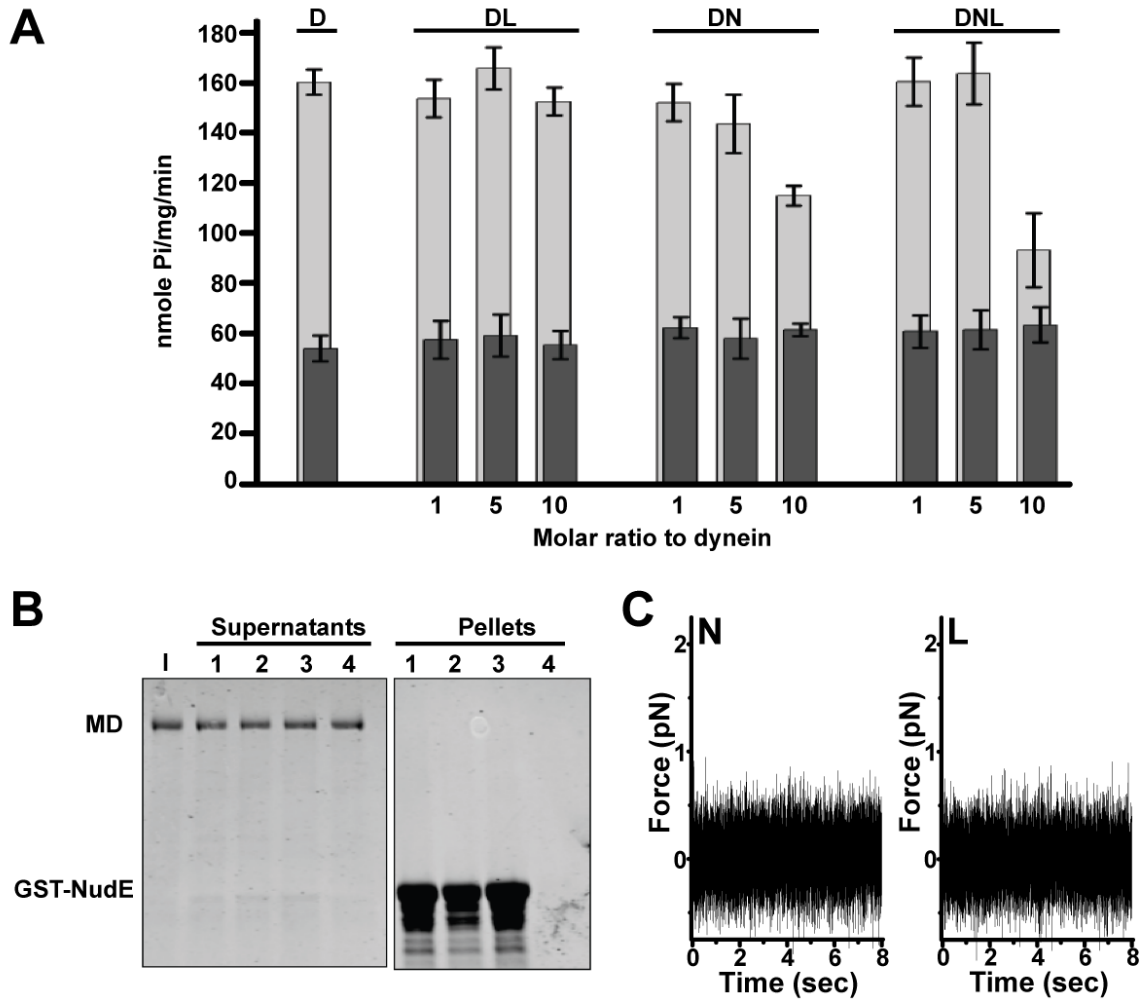 A
D DL DN DNL
180
160
140
120
100
80
60
40
20
0
nmole Pi/mg/min
1 5 10 1 5 10 1 5 10
Molar ratio to dynein
B
Supernatants Pellets
I 1 2 3 4 1 2 3 4
MD
GST-NudE
C
N
2
1
0
Force (pN)
0 2 4 6 8
Time (sec)
L
2
1
0
Force (pN)
0 2 4 6 8
Time (sec)